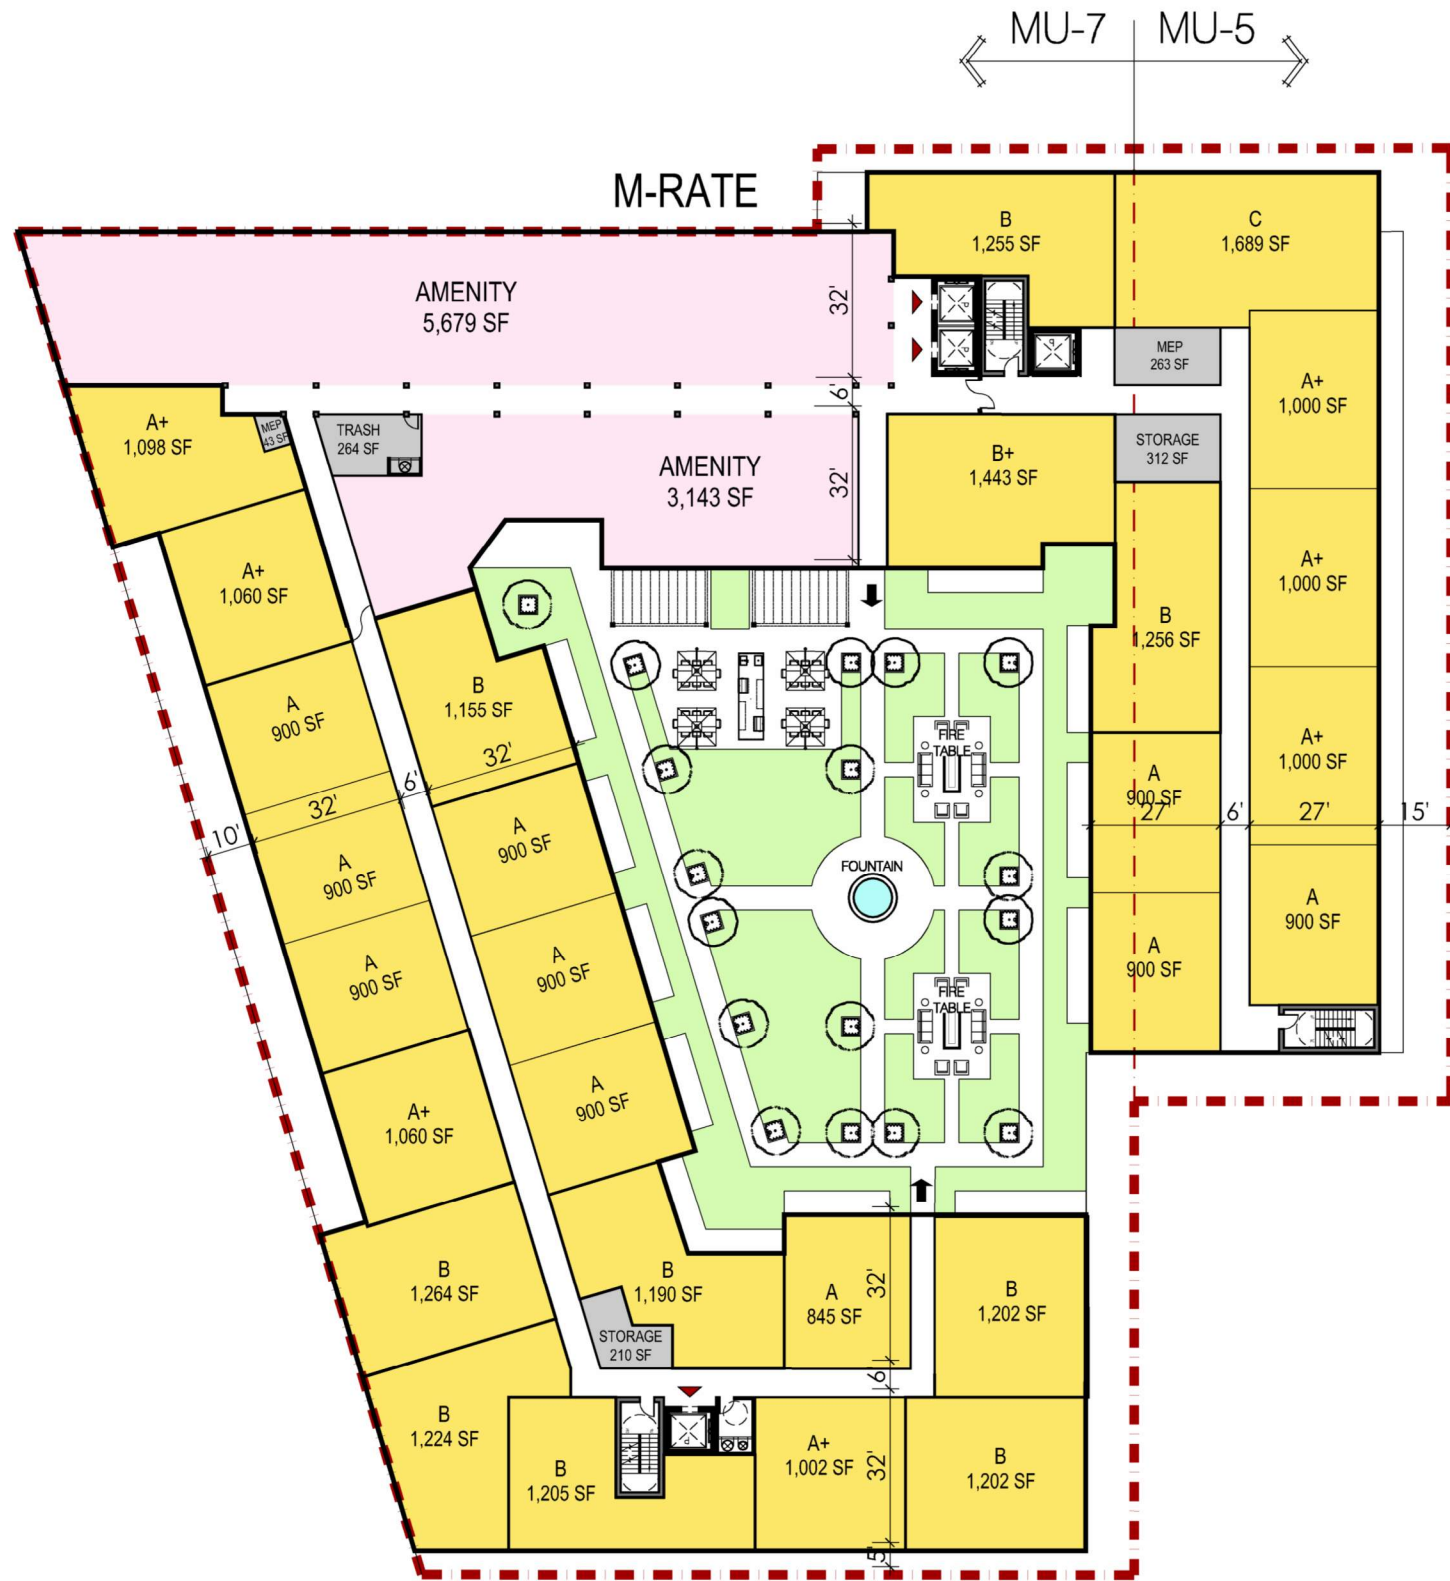 MU-7
MU-5
M-RATE
B
1,255 SF
C
1,689 SF
AMENITY
5,679 SF
32'
MEP
263 SF
A+
1,000 SF
6'
A+
1,098 SF
MEP
43 SF
TRASH
264 SF
AMENITY
3,143 SF
32'
B+
1,443 SF
STORAGE
312 SF
A+
1,060 SF
A+
1,000 SF
B
1,256 SF
A
900 SF
B
1,155 SF
32'
FIRE
TABLE
A+
1,000 SF
A
900 SF
10'
32'
6'
27'
6'
27'
15'
A
900 SF
A
900 SF
FOUNTAIN
A
900 SF
A
900 SF
A
900 SF
A
900 SF
FIRE
TABLE
A
900 SF
A+
1,060 SF
B
1,264 SF
B
1,190 SF
A
845 SF
32'
B
1,202 SF
STORAGE
210 SF
6'
B
1,224 SF
B
1,205 SF
A+
1,002 SF
32'
B
1,202 SF
5'